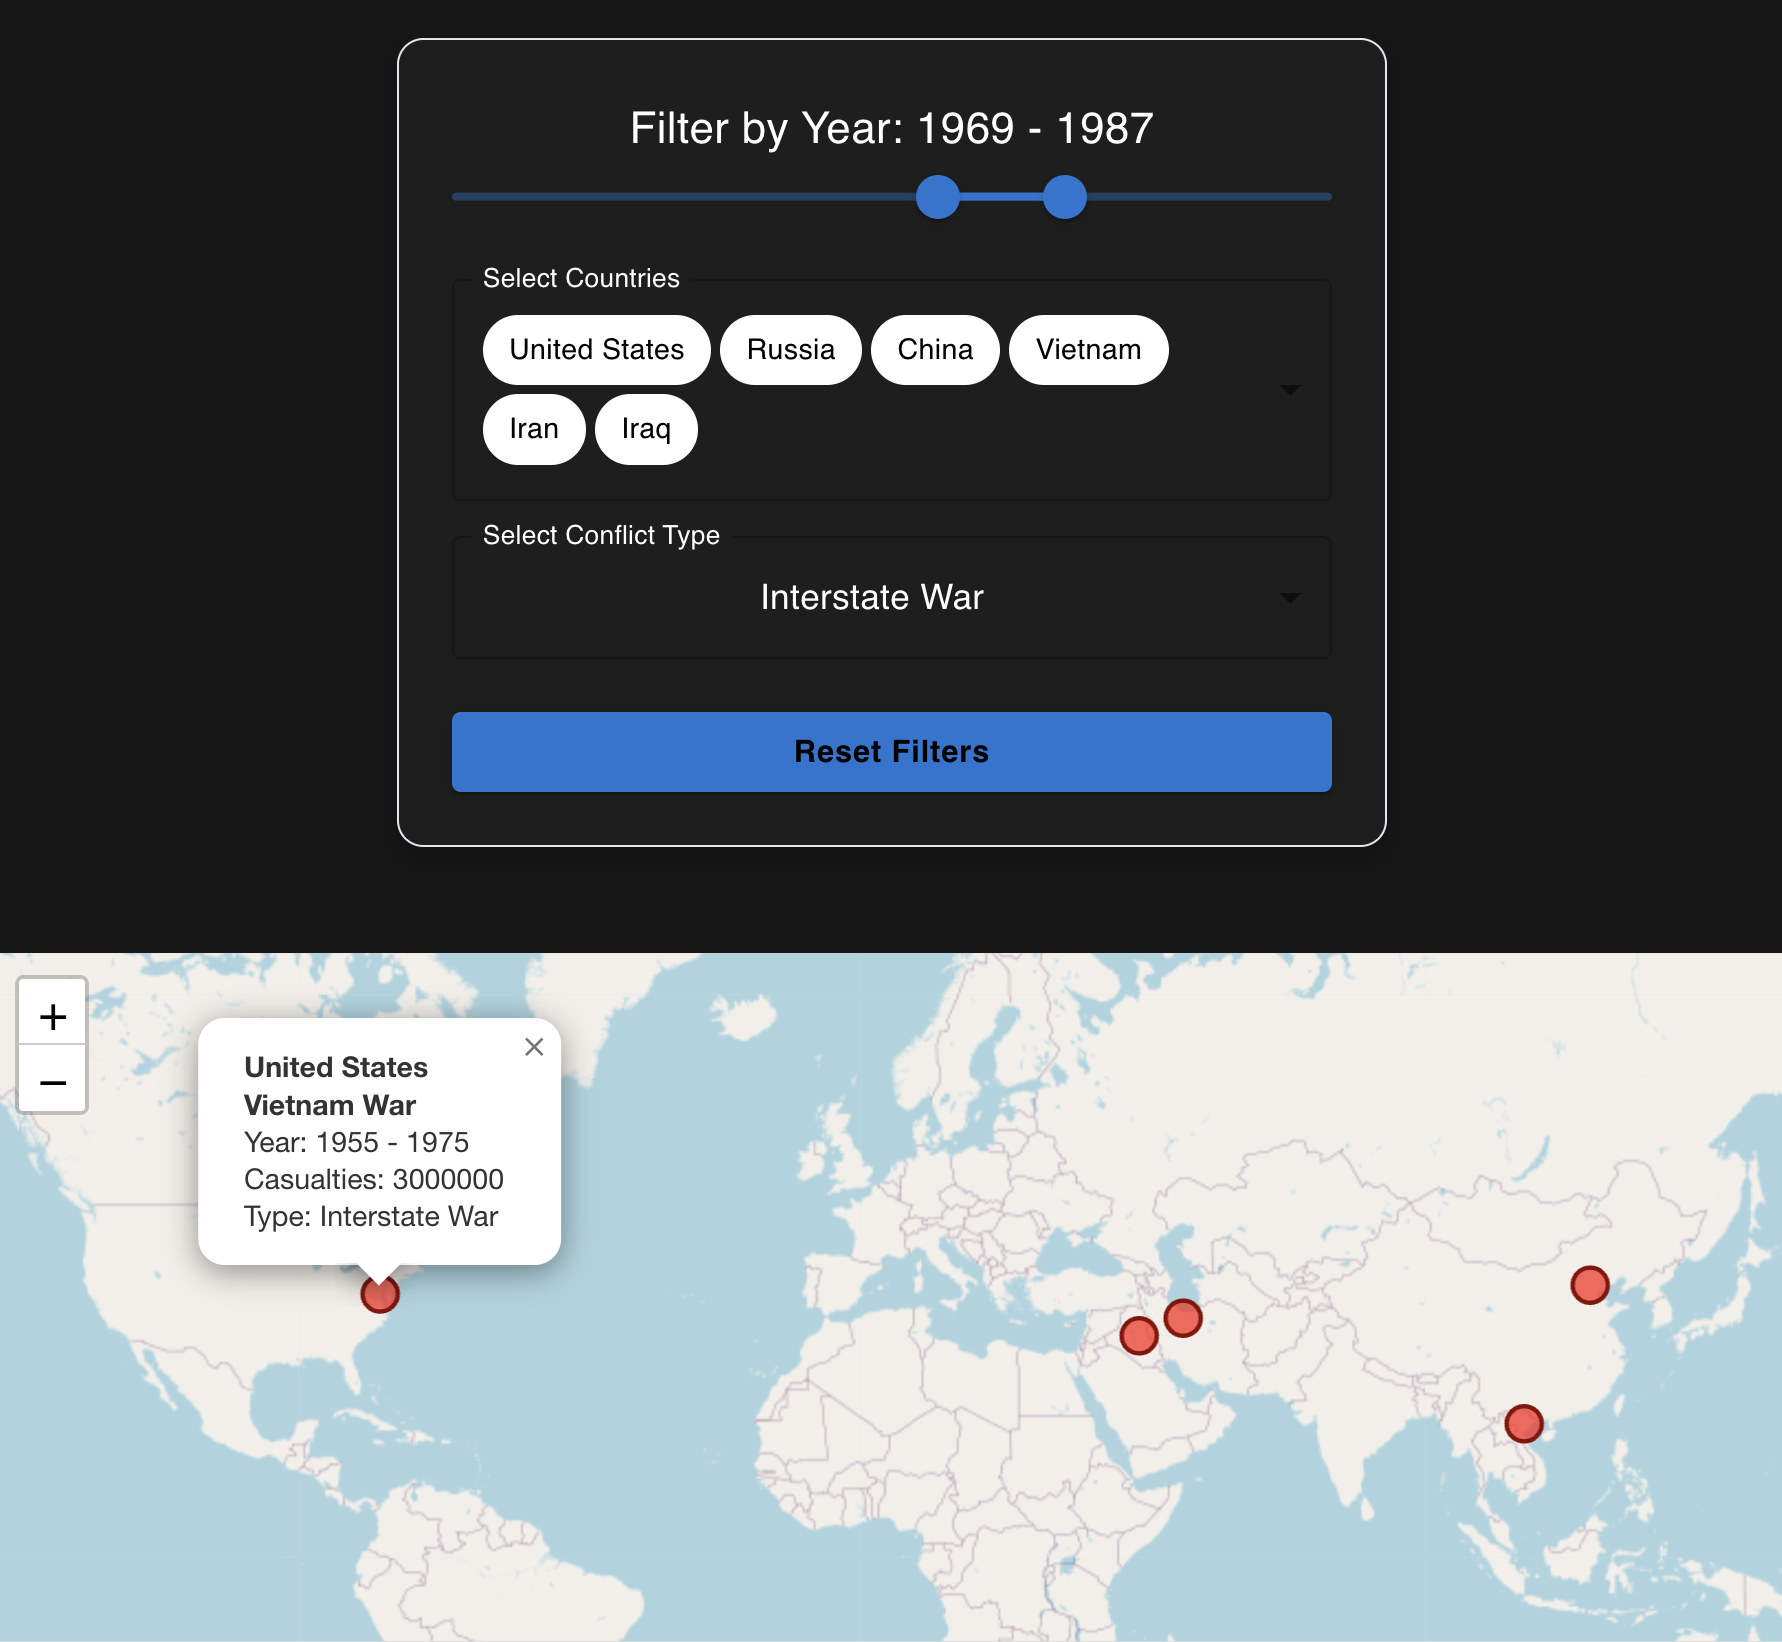 Filter by Year: 1969 - 1987
Select Countries
United States
Russia
China
Vietnam
Iran
Iraq
Select Conflict Type
Interstate War
Reset Filters
+
−
×
United States
Vietnam War
Year: 1955 - 1975
Casualties: 3000000
Type: Interstate War